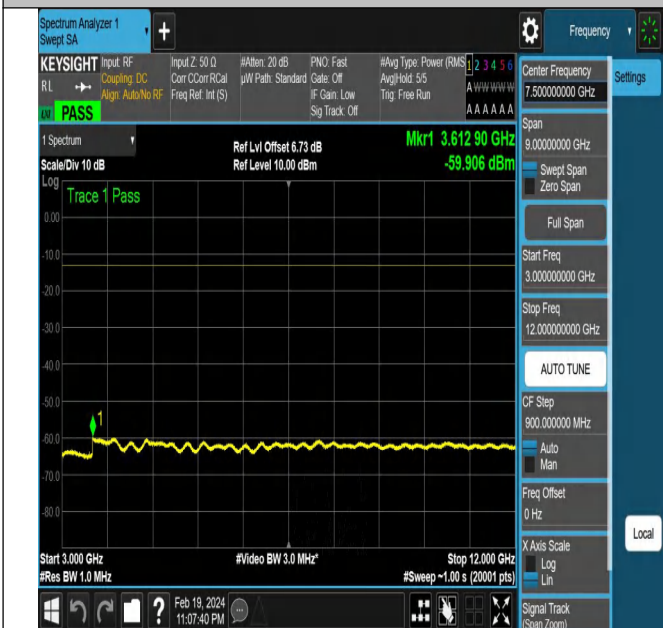 Spectrum Analyzer 1
Swept SA
+
Frequency
KEYSIGHT
Input: RF
Coupling: DC
Align: Auto/No RF
Input Z: 50 Ω
Corr CCorr RCal
Freq Ref: Int (S)
#Atten: 20 dB
µW Path: Standard
PNO: Fast
Gate: Off
IF Gain: Low
Sig Track: Off
#Avg Type: Power (RMS
Avg|Hold: 5/5
Trig: Free Run
1 2 3 4 5 6
A W W W W W
A A A A A A
R L
LXI
PASS
1 Spectrum
Scale/Div 10 dB
Log
Ref Lvl Offset 6.73 dB
Ref Level 10.00 dBm
Mkr1 3.612 90 GHz
-59.906 dBm
Trace 1 Pass
0.00
-10.0
-20.0
-30.0
-40.0
-50.0
-60.0
-70.0
-80.0
1
Start 3.000 GHz
#Res BW 1.0 MHz
#Video BW 3.0 MHz*
Stop 12.000 GHz
#Sweep ~1.00 s (20001 pts)
?
Feb 19, 2024
11:07:40 PM
Center Frequency
7.50000000 GHz
Settings
Span
9.00000000 GHz
Swept Span
Zero Span
Full Span
Start Freq
3.000000000 GHz
Stop Freq
12.000000000 GHz
AUTO TUNE
CF Step
900.000000 MHz
Auto
Man
Freq Offset
0 Hz
X Axis Scale
Log
Lin
Local
Signal Track
(Span Zoom)